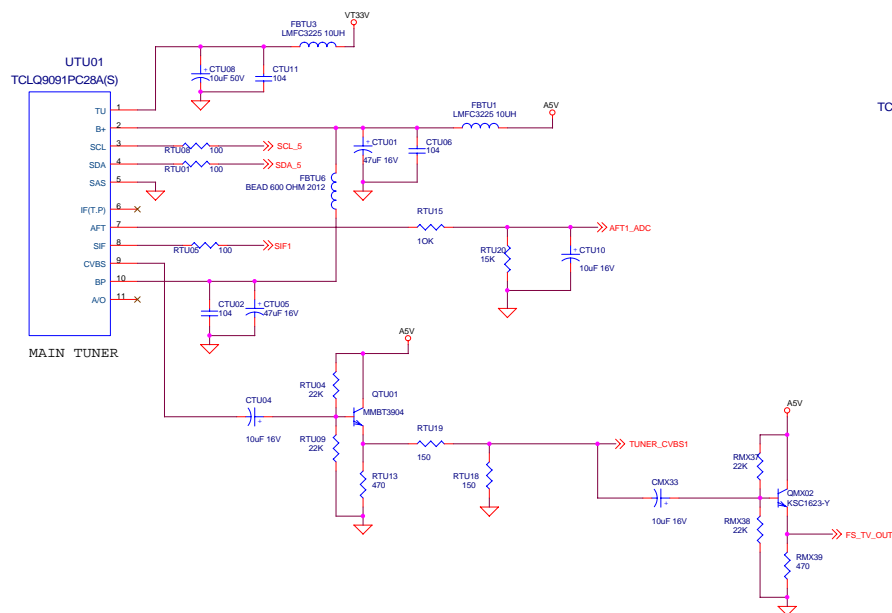 VT33V
FBTU3
LMFC3225 10UH
UTU01
TCLQ9091PC28A(S)
CTU08
10uF 50V
CTU11
104
FBTU1
LMFC3225 10UH
A5V
TC
TU
1
B+
2
SCL
3
RTU08
100
SCL_5
SDA
4
RTU01
100
SDA_5
SAS
5
IF(T.P)
6
AFT
7
SIF
8
RTU05
100
SIF1
CVBS
9
BP
10
A/O
11
CTU01
47uF 16V
CTU06
104
FBTU6
BEAD 600 OHM 2012
RTU15
1OK
AFT1_ADC
RTU20
15K
CTU10
10uF 16V
CTU02
104
CTU05
47uF 16V
MAIN TUNER
A5V
RTU04
22K
QTU01
MMBT3904
CTU04
10uF 16V
RTU09
22K
RTU19
150
TUNER_CVBS1
RTU13
470
RTU18
150
A5V
RMX37
22K
CMX33
10uF 16V
QMX02
KSC1623-Y
RMX38
22K
FS_TV_OUT
RMX39
470